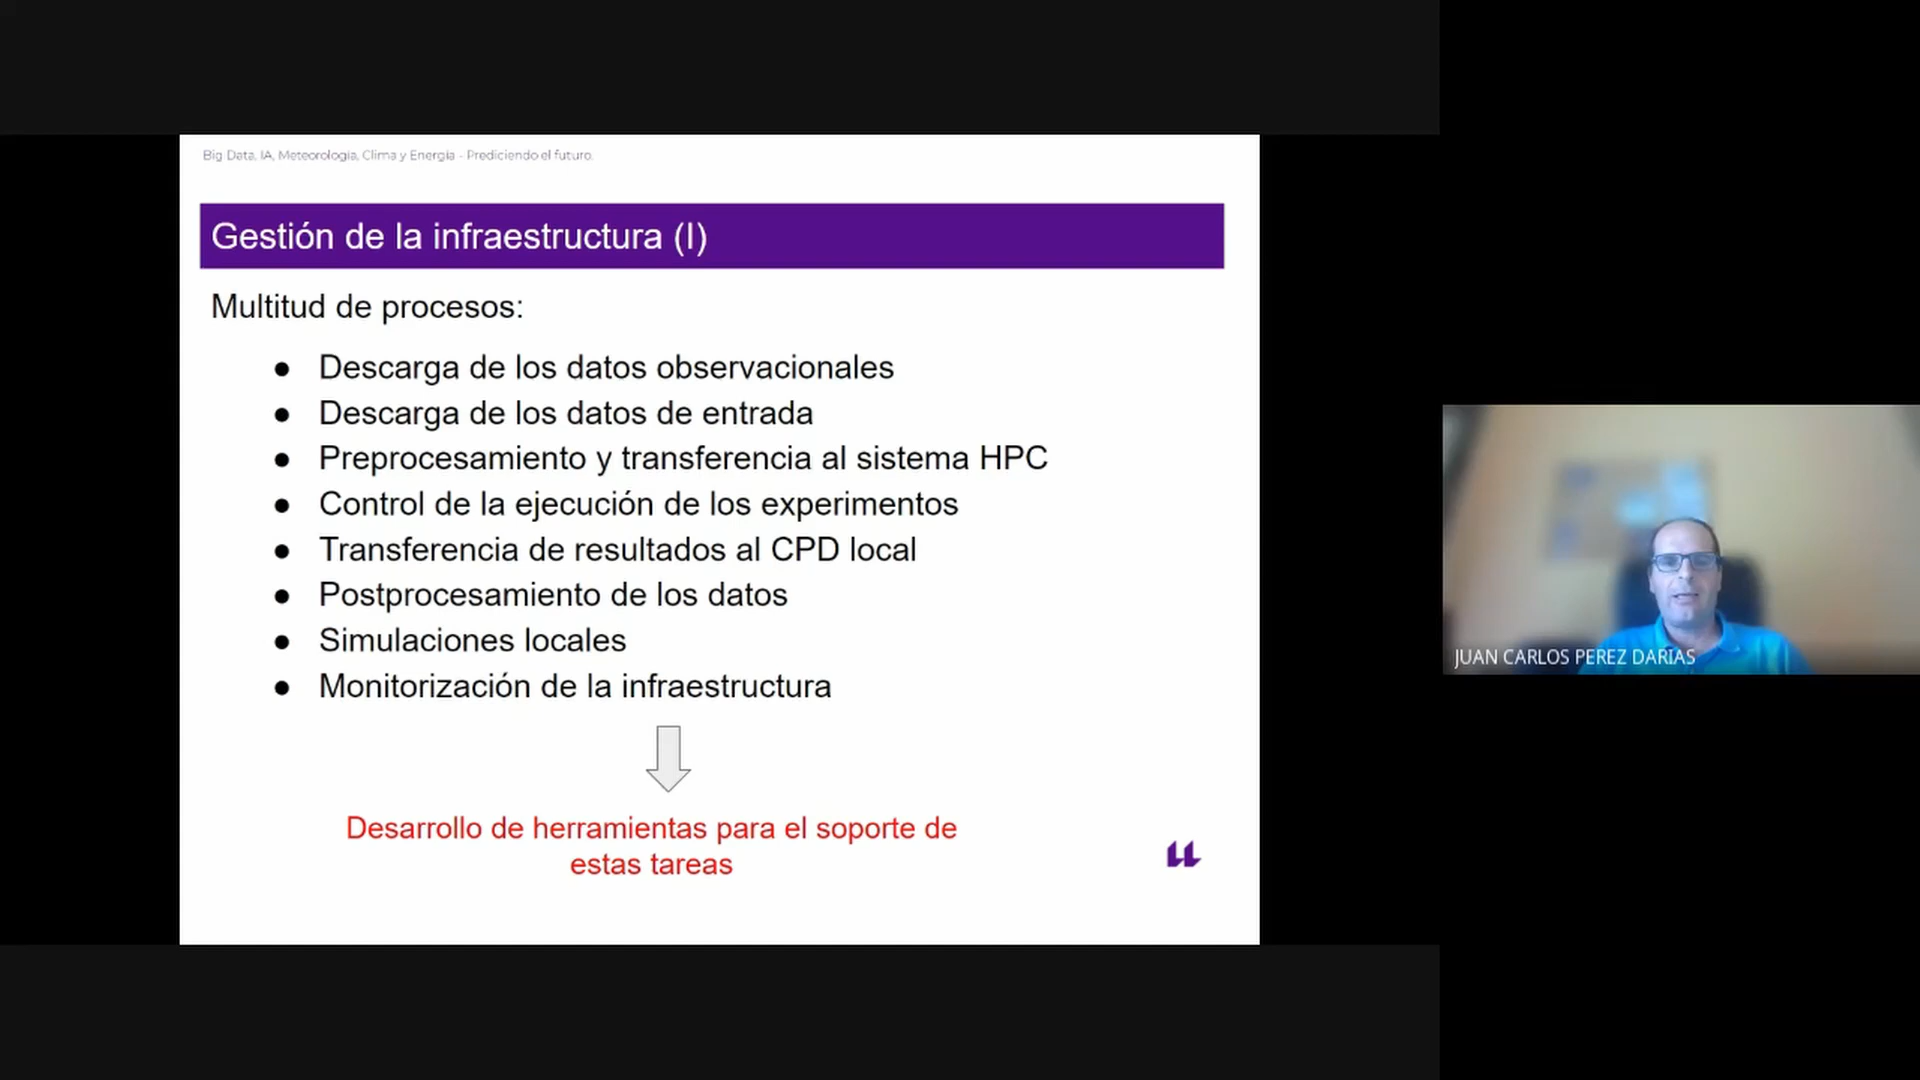 Big Data, IA, Meteorología, Clima y Energía - Prediciendo el futuro.
Gestión de la infraestructura (I)
Multitud de procesos:
● Descarga de los datos observacionales
● Descarga de los datos de entrada
● Preprocesamiento y transferencia al sistema HPC
● Control de la ejecución de los experimentos
● Transferencia de resultados al CPD local
● Postprocesamiento de los datos
● Simulaciones locales
● Monitorización de la infraestructura
Desarrollo de herramientas para el soporte de
estas tareas
JUAN CARLOS PEREZ DARIAS